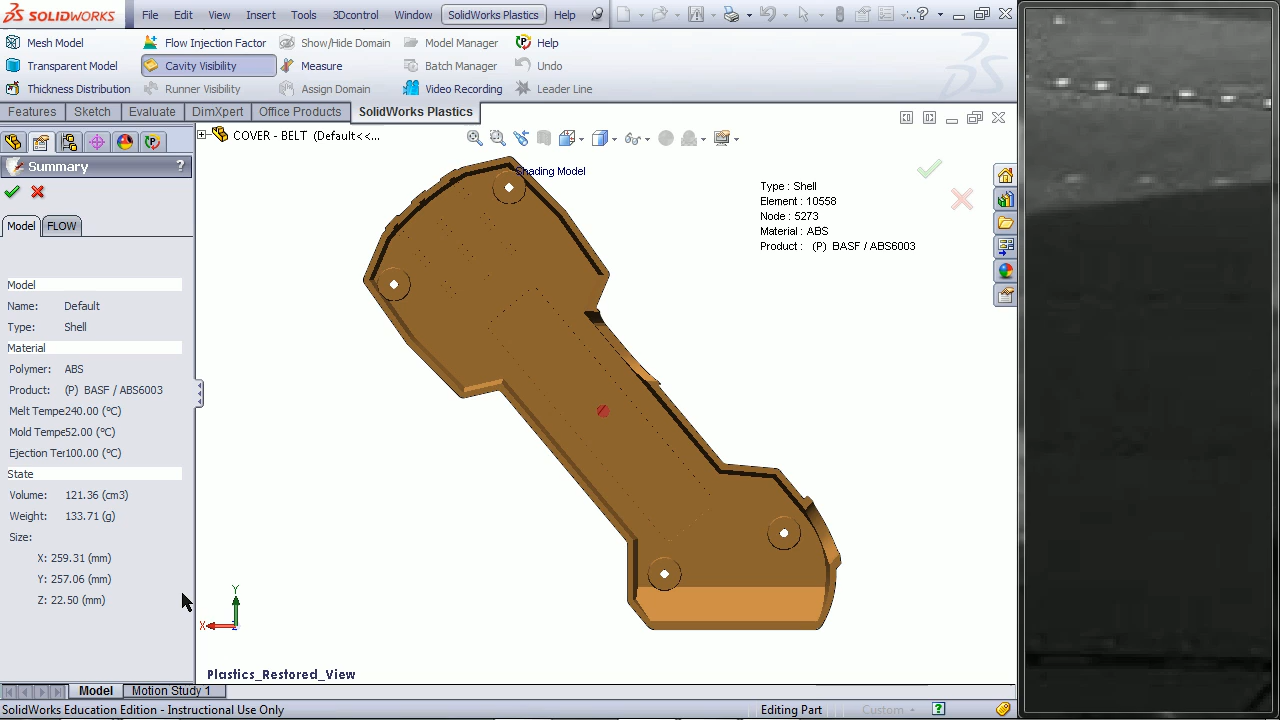 SOLIDWORKS File Edit View Insert Tools 3Dcontrol Window SolidWorks Plastics Help
Mesh Model Flow Injection Factor Show/Hide Domain Model Manager Help
Transparent Model Cavity Visibility Measure Batch Manager Undo
Thickness Distribution Runner Visibility Assign Domain Video Recording Leader Line
Features Sketch Evaluate DimXpert Office Products SolidWorks Plastics
COVER - BELT (Default<<...
Summary ?
Shading Model
Type : Shell
Element : 10558
Node : 5273
Material : ABS
Product : (P) BASF / ABS6003
Model FLOW
Model
Name: Default
Type: Shell
Material
Polymer: ABS
Product: (P) BASF / ABS6003
Melt Tempe240.00 (°C)
Mold Tempe52.00 (°C)
Ejection Ter100.00 (°C)
State
Volume: 121.36 (cm3)
Weight: 133.71 (g)
Size:
X: 259.31 (mm)
Y: 257.06 (mm)
Z: 22.50 (mm)
Y
X
Z
Plastics_Restored_View
Model Motion Study 1
SolidWorks Education Edition - Instructional Use Only Editing Part Custom ?